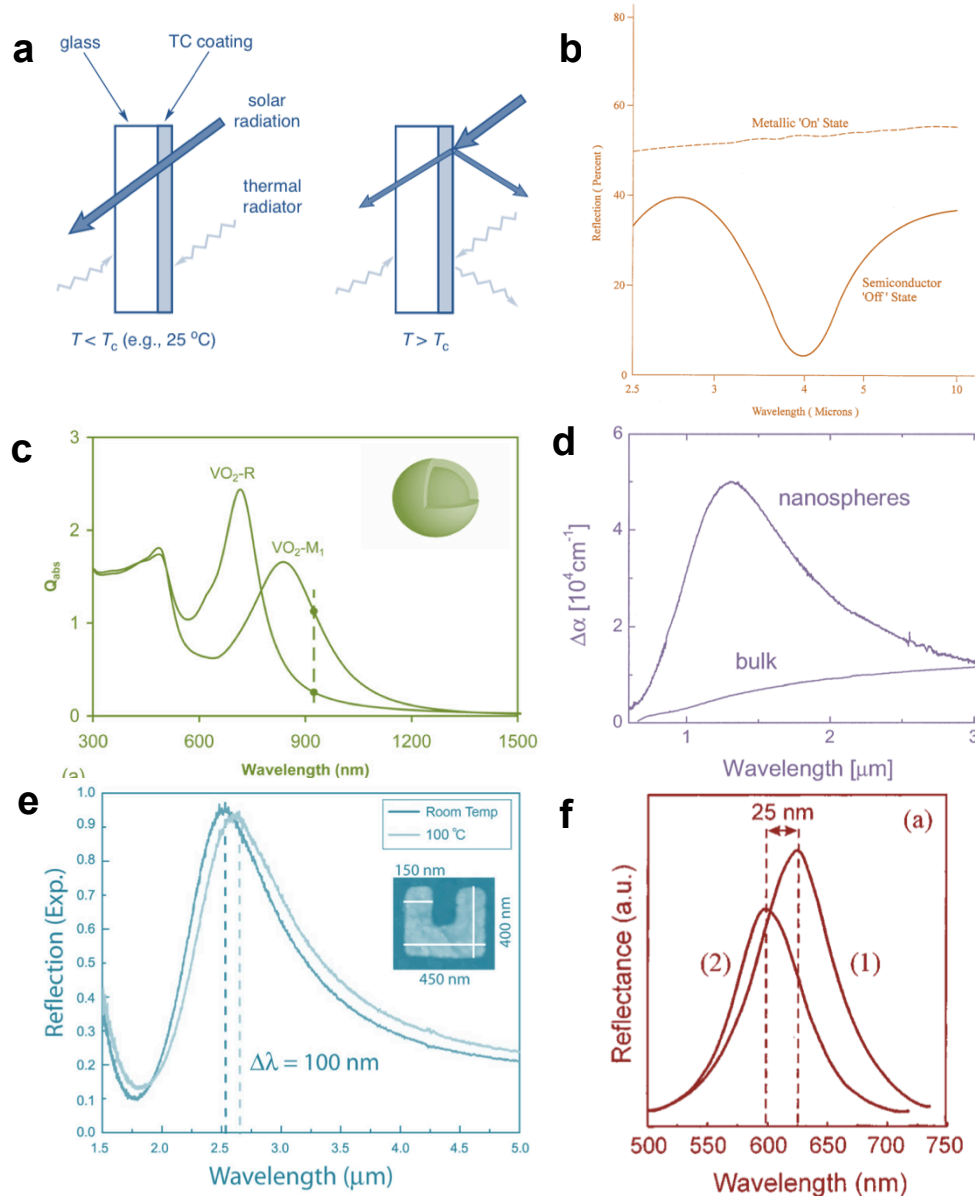 a
glass
TC coating
solar
radiation
thermal
radiator
T < Tc (e.g., 25 °C)
T > Tc
b
80
60
40
20
0
Reflection ( Percent )
Metallic 'On' State
Semiconductor
'Off' State
2.5
3
4
5
10
Wavelength ( Microns )
c
3
2
1
0
Qabs
VO2-R
VO2-M1
300
600
900
1200
1500
Wavelength (nm)
(a)
d
6
5
4
3
2
1
0
Δα [10⁴cm⁻¹]
nanospheres
bulk
1
2
3
Wavelength [μm]
e
1.0
0.9
0.8
0.7
0.6
0.5
0.4
0.3
0.2
0.1
0.0
Reflection (Exp.)
Room Temp
100 °C
150 nm
400 nm
450 nm
Δλ = 100 nm
1.5
2.0
2.5
3.0
3.5
4.0
4.5
5.0
Wavelength (μm)
f
25 nm
(a)
(2)
(1)
Reflectance (a.u.)
500
550
600
650
700
750
Wavelength (nm)